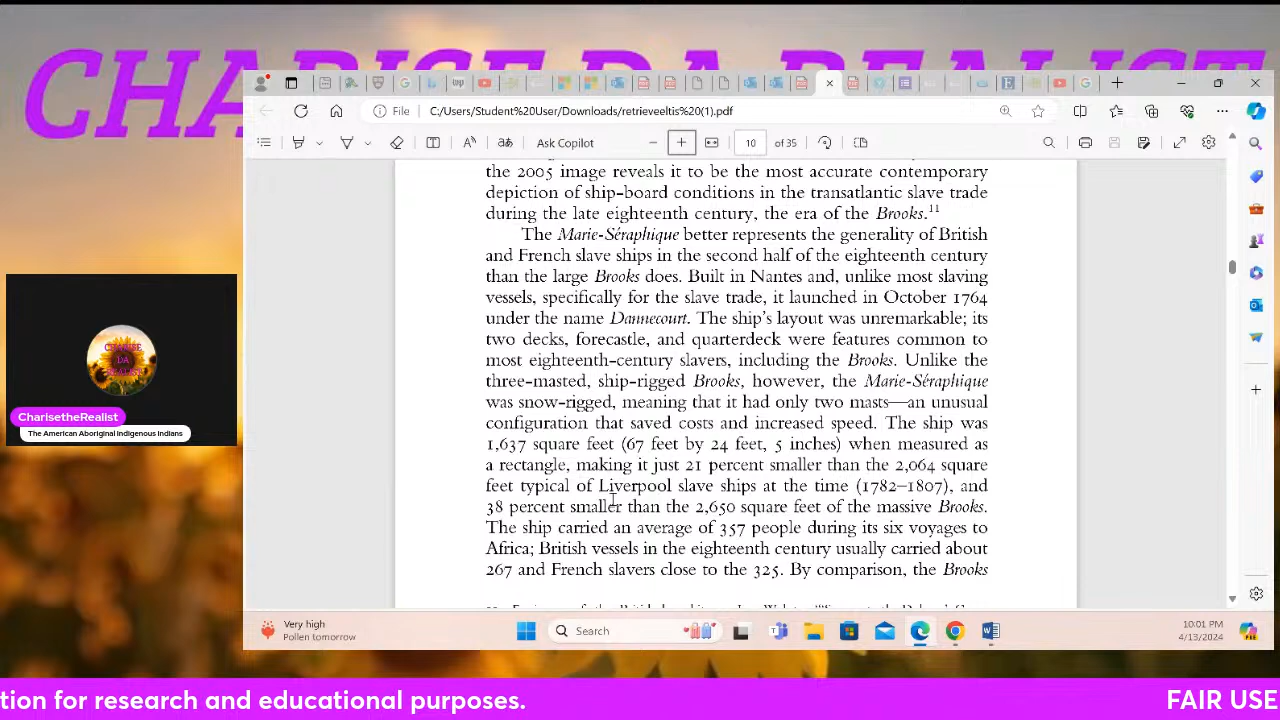 CHARISE DA REALIST
File
C:/Users/Student%20User/Downloads/retrieveeltis%20(1).pdf
Ask Copilot
10
of 35
the 2005 image reveals it to be the most accurate contemporary
depiction of ship-board conditions in the transatlantic slave trade
during the late eighteenth century, the era of the Brooks.11
The Marie-Séraphique better represents the generality of British
and French slave ships in the second half of the eighteenth century
than the large Brooks does. Built in Nantes and, unlike most slaving
vessels, specifically for the slave trade, it launched in October 1764
under the name Dannecourt. The ship's layout was unremarkable; its
two decks, forecastle, and quarterdeck were features common to
most eighteenth-century slavers, including the Brooks. Unlike the
three-masted, ship-rigged Brooks, however, the Marie-Séraphique
was snow-rigged, meaning that it had only two masts—an unusual
configuration that saved costs and increased speed. The ship was
1,637 square feet (67 feet by 24 feet, 5 inches) when measured as
a rectangle, making it just 21 percent smaller than the 2,064 square
feet typical of Liverpool slave ships at the time (1782–1807), and
38 percent smaller than the 2,650 square feet of the massive Brooks.
The ship carried an average of 357 people during its six voyages to
Africa; British vessels in the eighteenth century usually carried about
267 and French slavers close to the 325. By comparison, the Brooks
CHARISE
DA
REALIST
CharisetheRealist
The American Aboriginal Indigenous Indians
Very high
Pollen tomorrow
Search
10:01 PM
4/13/2024
tion for research and educational purposes.
FAIR USE